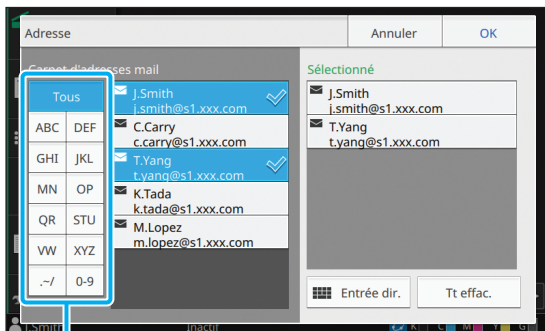 Adresse
Annuler
OK
Carnet d'adresses mail
Sélectionné
Tous
ABC DEF
GHI JKL
MN OP
QR STU
VW XYZ
.~/ 0-9
J.Smith
j.smith@s1.xxx.com
C.Carry
c.carry@s1.xxx.com
T.Yang
t.yang@s1.xxx.com
K.Tada
k.tada@s1.xxx.com
M.Lopez
m.lopez@s1.xxx.com
J.Smith
j.smith@s1.xxx.com
T.Yang
t.yang@s1.xxx.com
Entrée dir.
Tt effac.
J.Smith
Inactif
K C M Y G